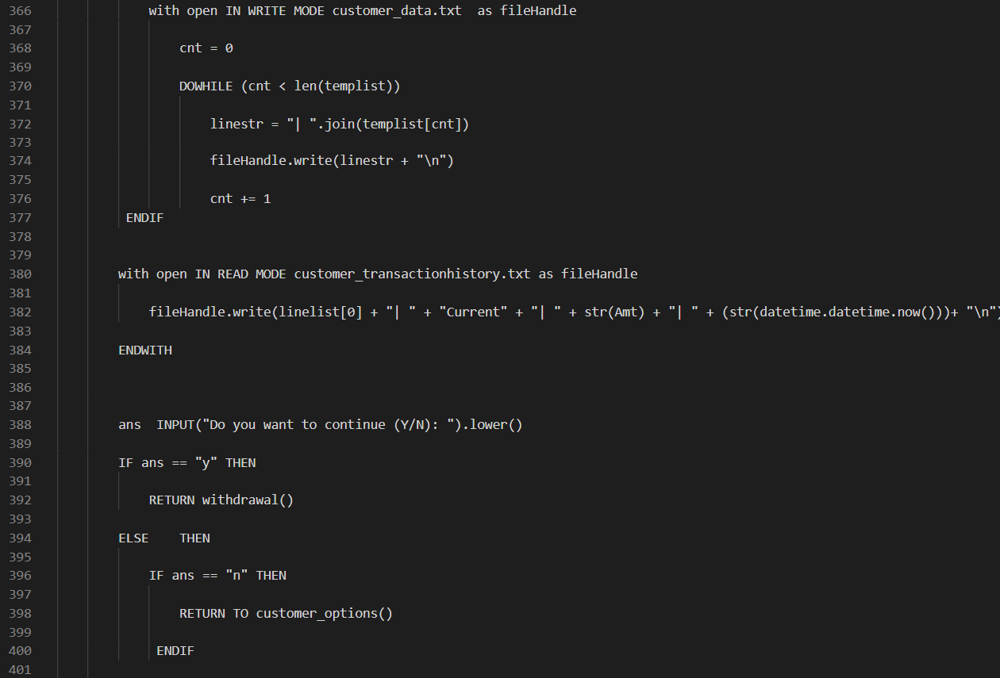 366 with open IN WRITE MODE customer_data.txt  as fileHandle
367
368 cnt = 0
369
370 DOWHILE (cnt < len(templist))
371
372 linestr = "| ".join(templist[cnt])
373
374 fileHandle.write(linestr + "\n")
375
376 cnt += 1
377 ENDIF
378
379
380 with open IN READ MODE customer_transactionhistory.txt as fileHandle
381
382 fileHandle.write(linelist[0] + "| " + "Current" + "| " + str(Amt) + "| " + (str(datetime.datetime.now()))+ "\n")
383
384 ENDWITH
385
386
387
388 ans  INPUT("Do you want to continue (Y/N): ").lower()
389
390 IF ans == "y" THEN
391
392 RETURN withdrawal()
393
394 ELSE    THEN
395
396 IF ans == "n" THEN
397
398 RETURN TO customer_options()
399
400 ENDIF
401